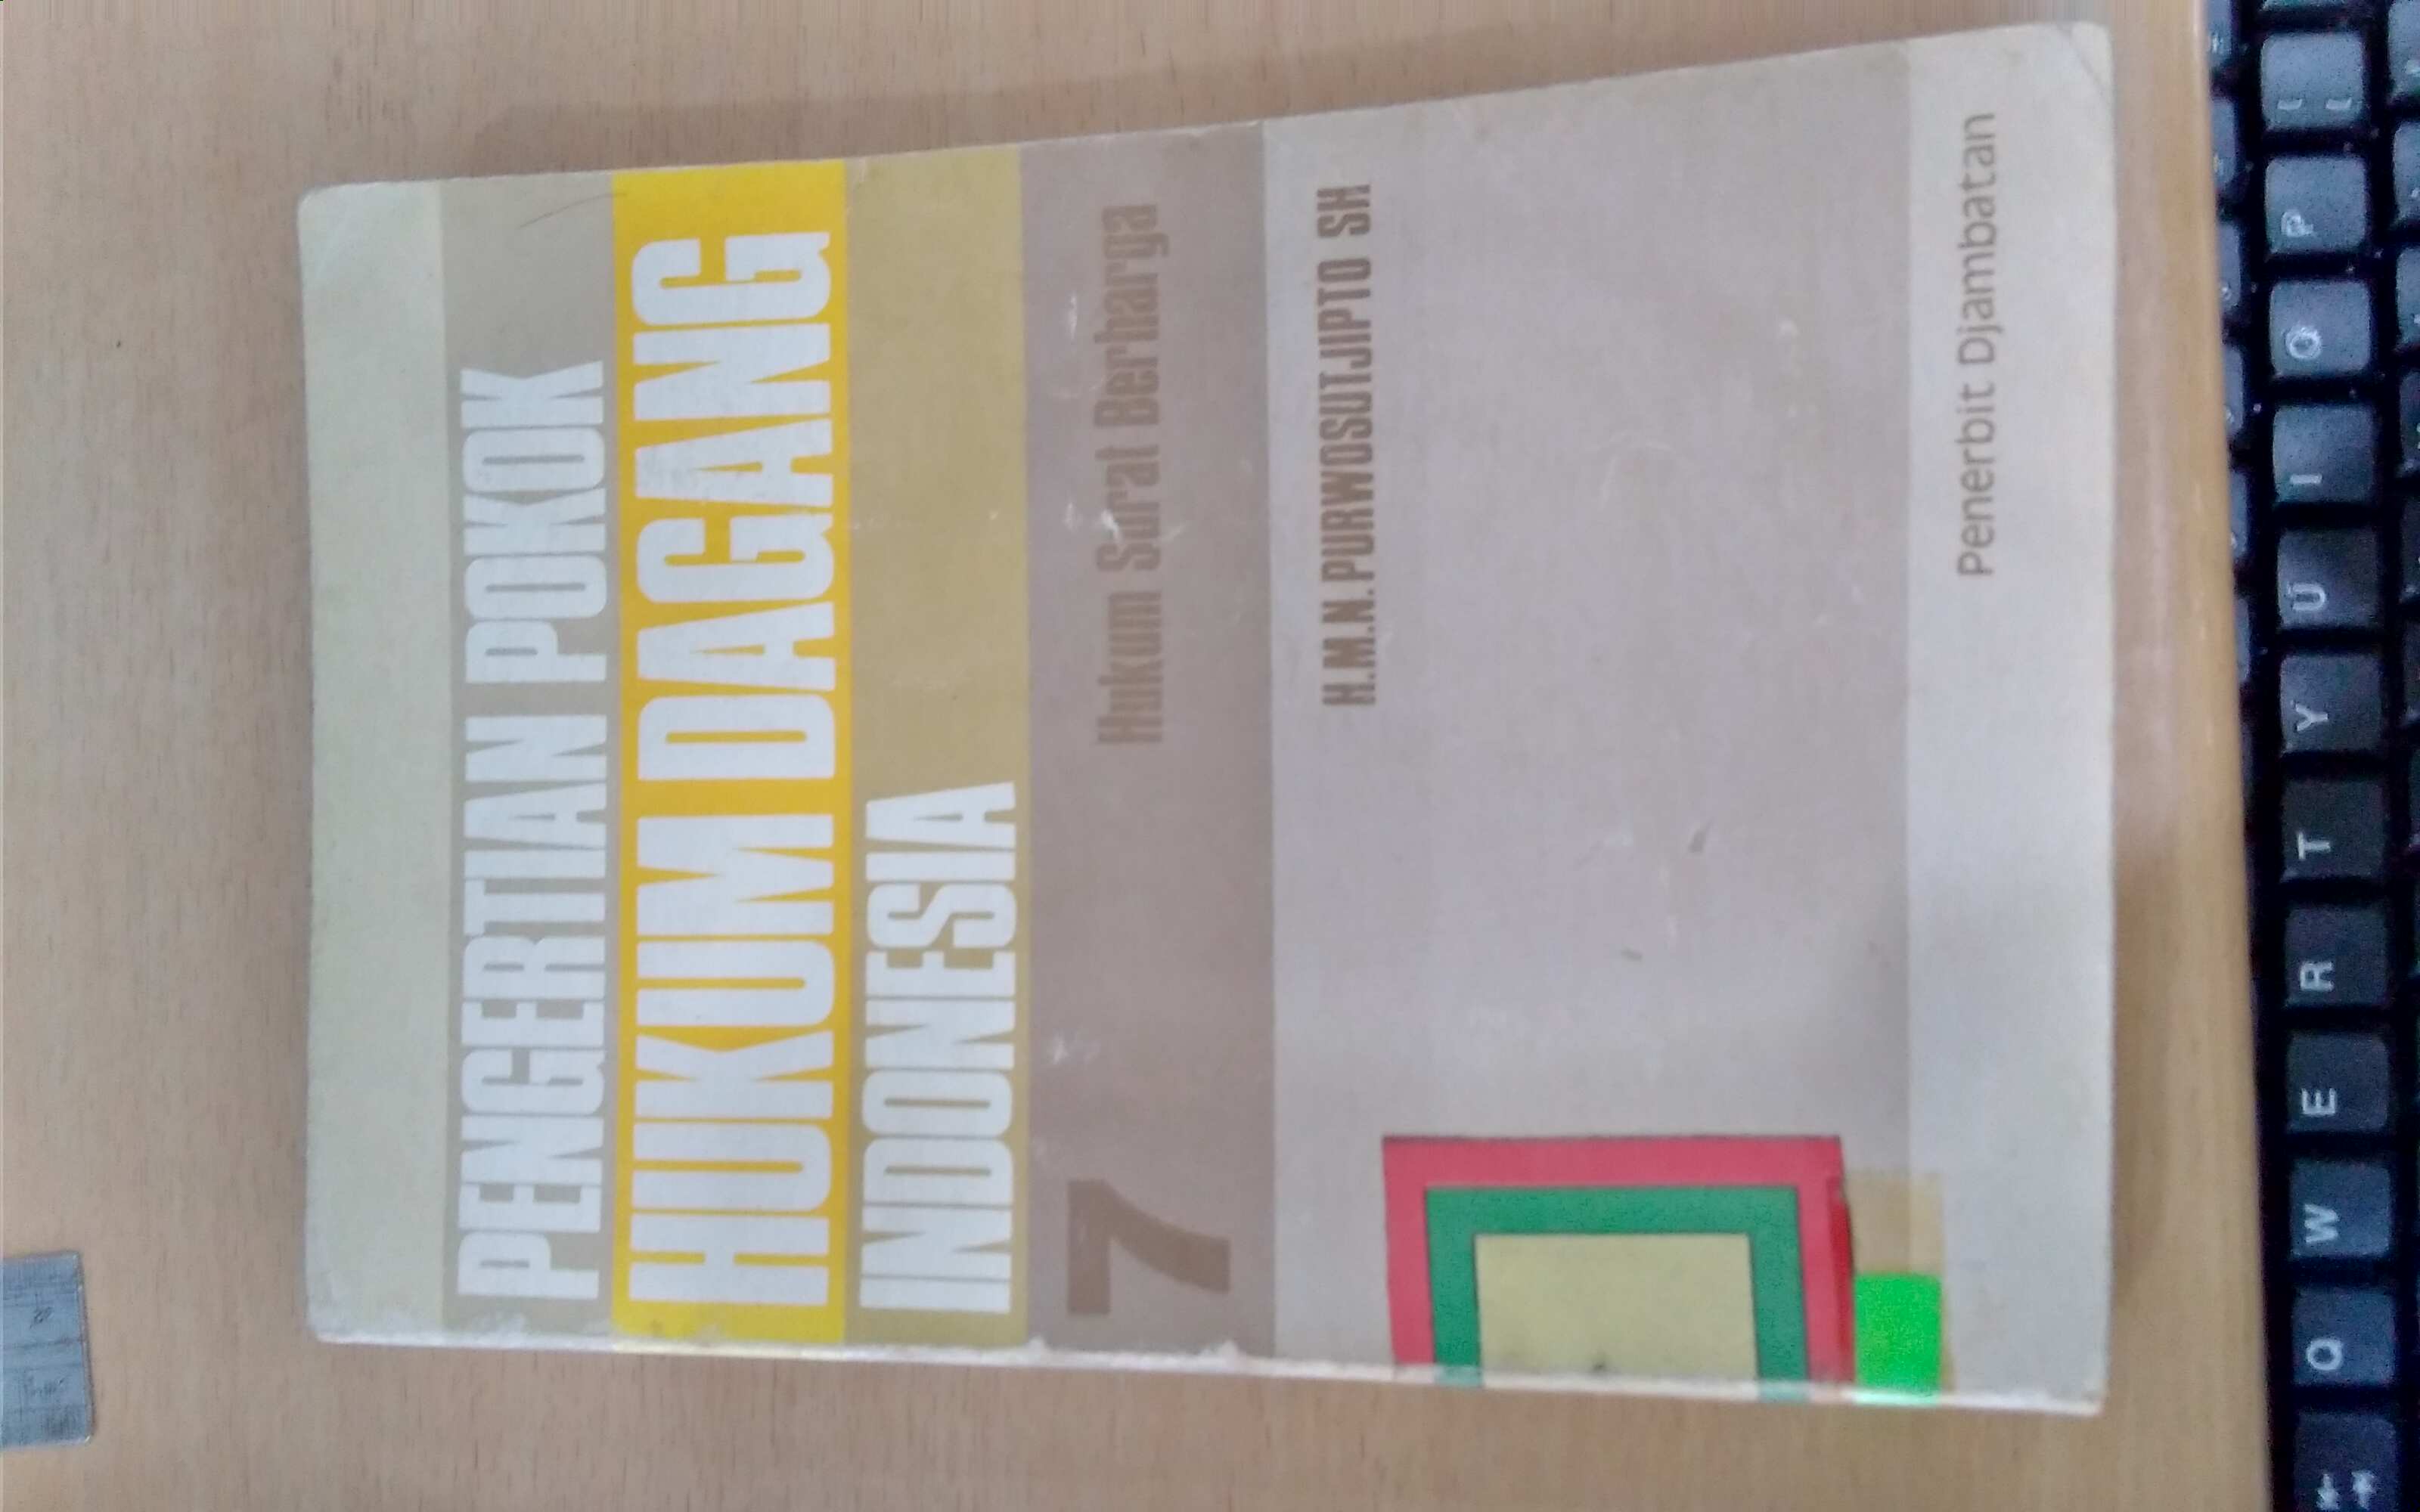 PENGERTIAN POKOK
HUKUM DAGANG
INDONESIA
7
Hukum Surat Berharga
H.M.N.PURWOSUTJIPTO SH
Penerbit Djambatan
Q
W
E
R
T
Y
U
I
O
P